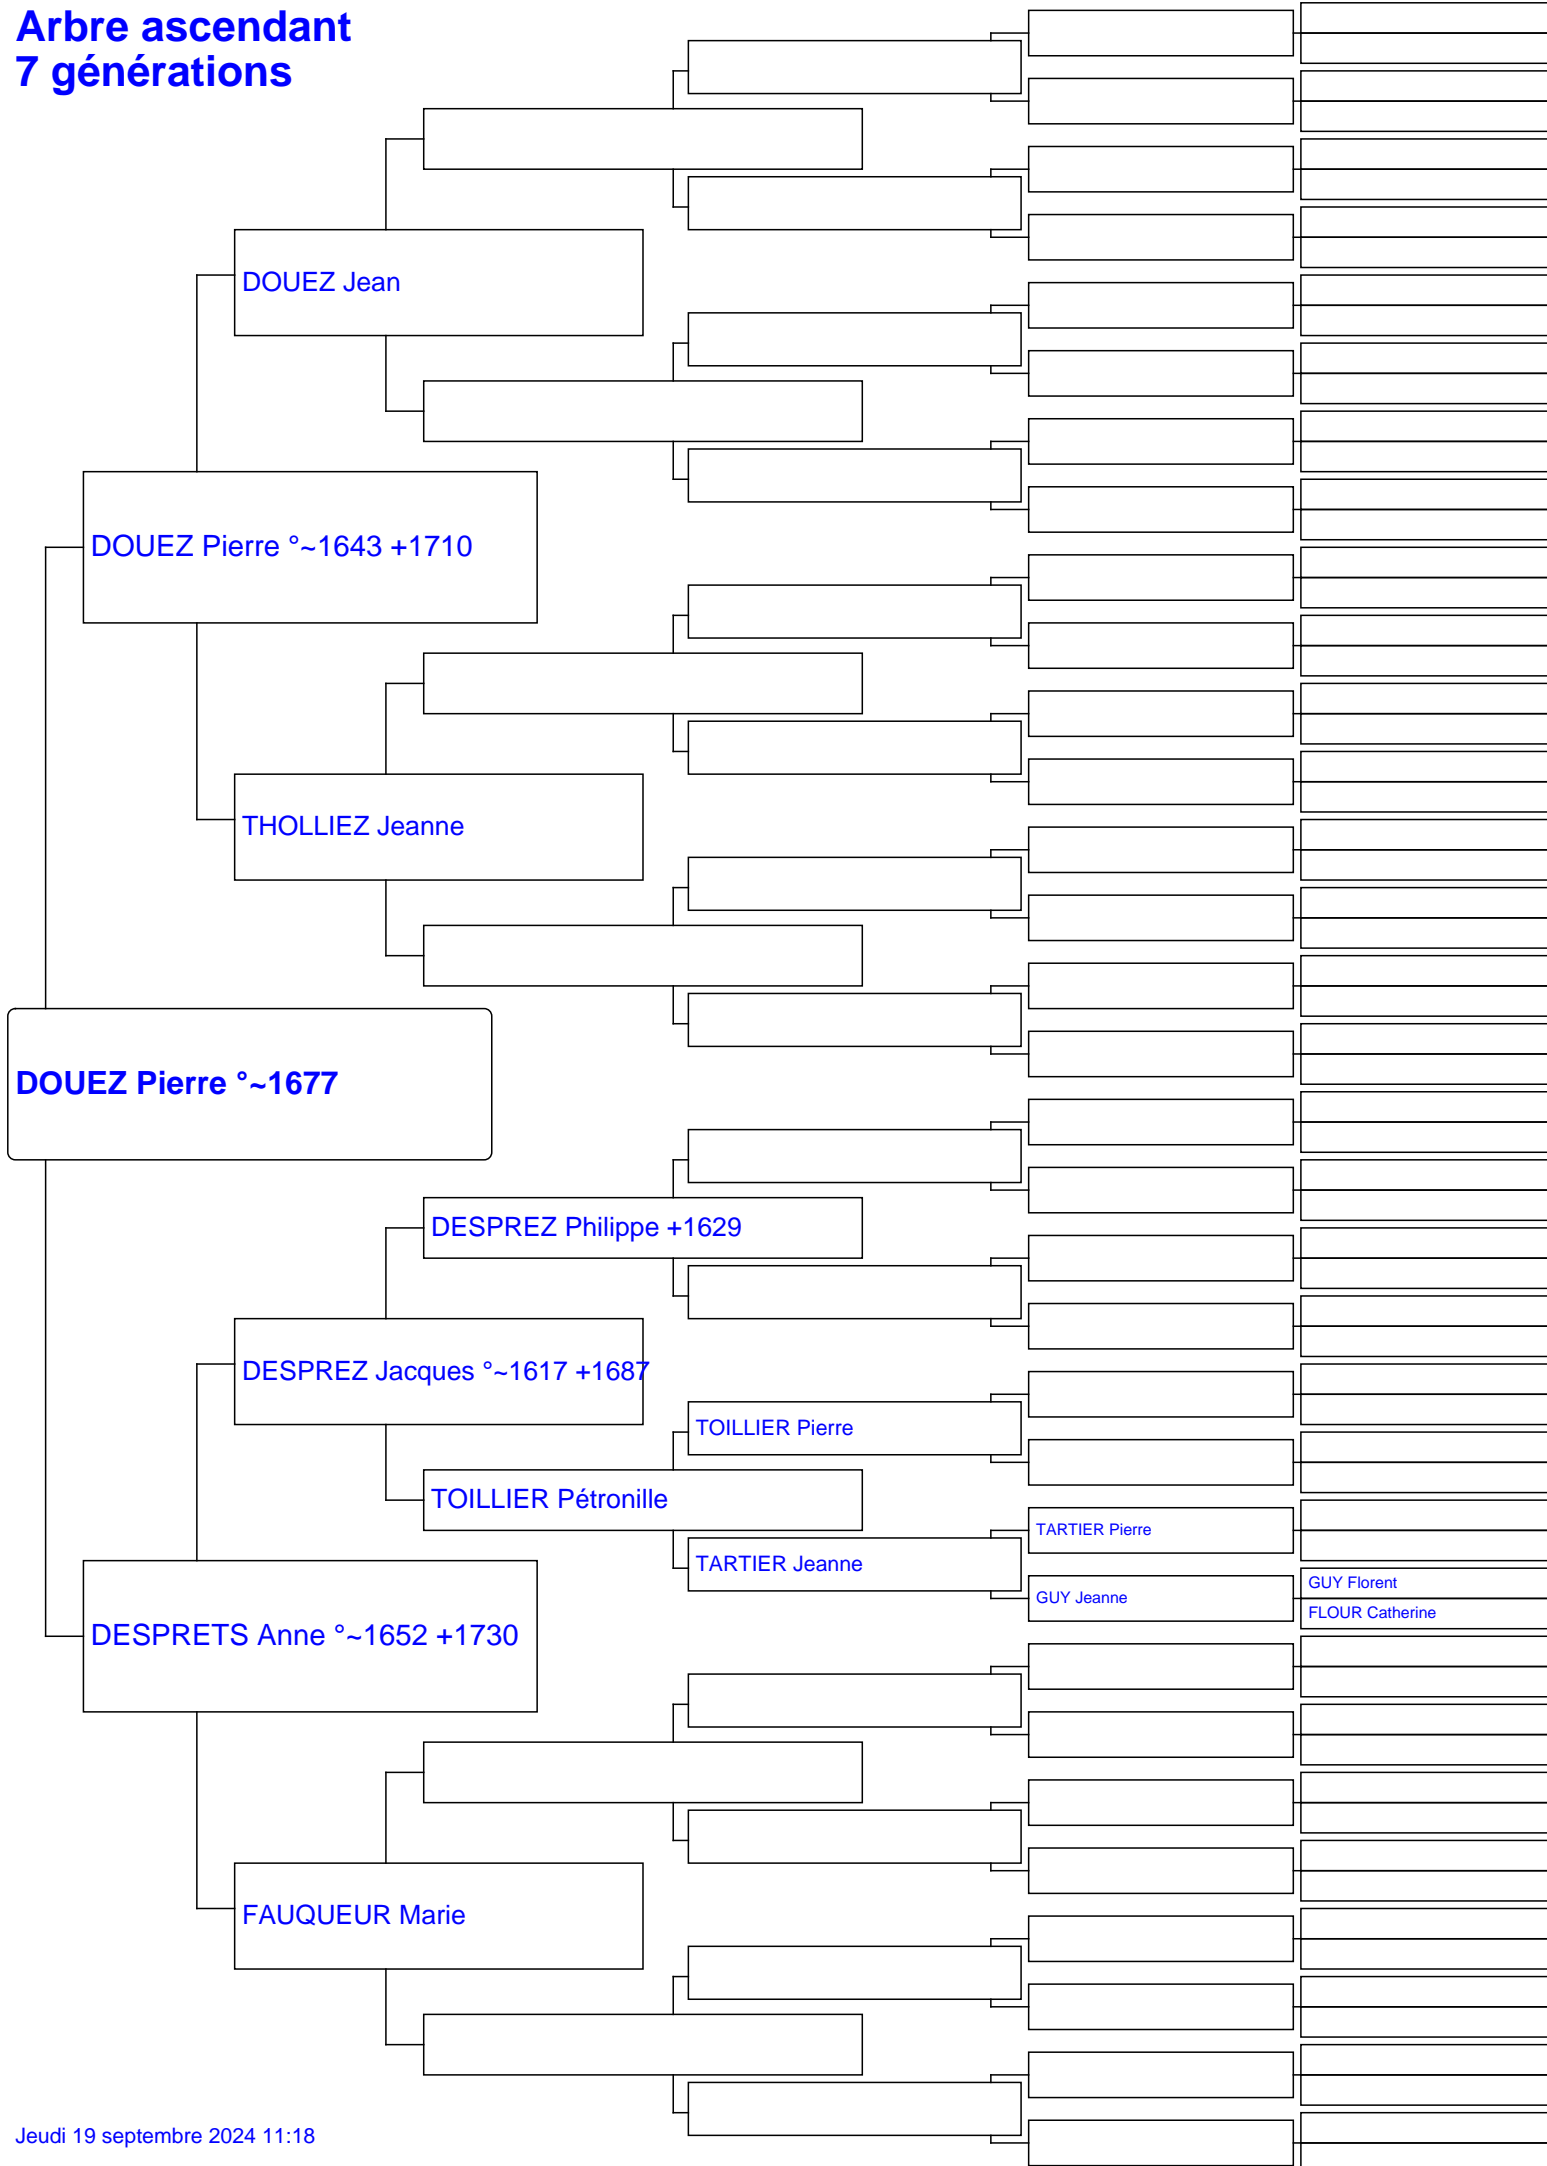 Arbre ascendant
7 générations
DOUEZ Jean
DOUEZ Pierre °~1643 +1710
THOLLIEZ Jeanne
DOUEZ Pierre °~1677
DESPREZ Philippe +1629
DESPREZ Jacques °~1617 +1687
TOILLIER Pierre
TOILLIER Pétronille
TARTIER Pierre
TARTIER Jeanne
GUY Florent
GUY Jeanne
FLOUR Catherine
DESPRETS Anne °~1652 +1730
FAUQUEUR Marie
Jeudi 19 septembre 2024 11:18